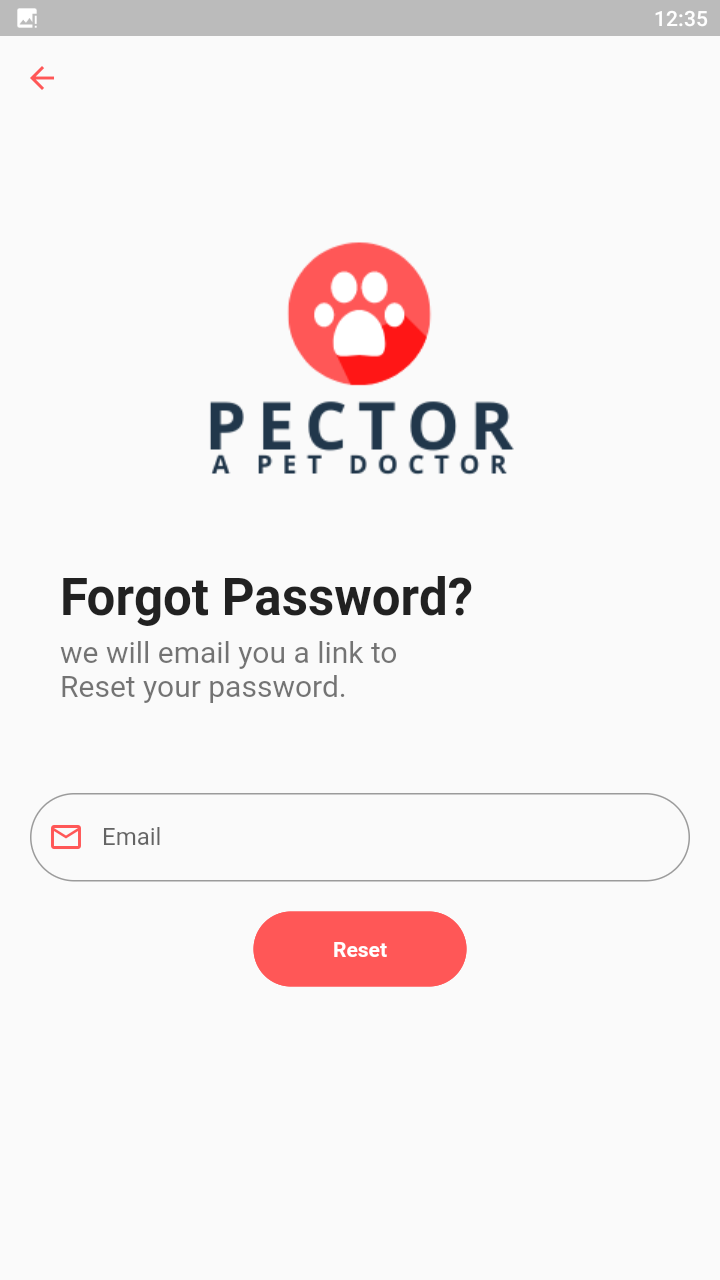 12:35
PECTOR
A PET DOCTOR
Forgot Password?
we will email you a link to
Reset your password.
Email
Reset